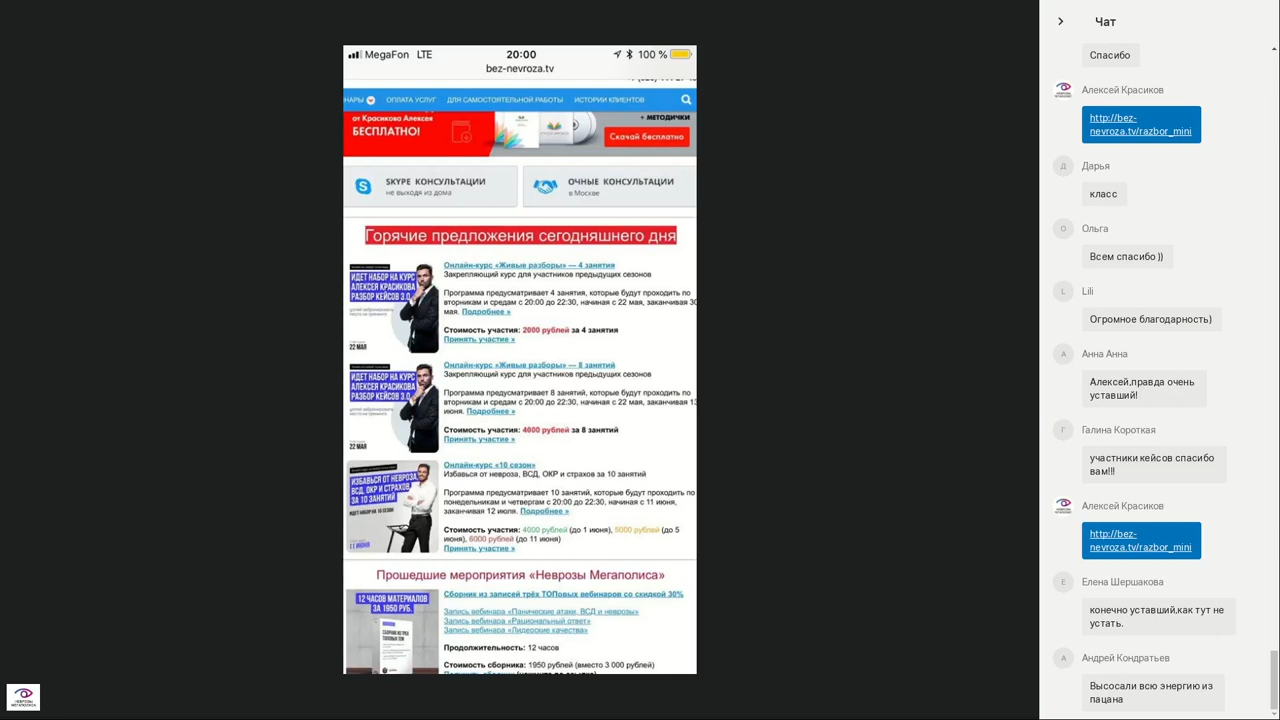 MegaFon LTE 20:00 100 %
bez-nevroza.tv
НАРЫ ОПЛАТА УСЛУГ ДЛЯ САМОСТОЯТЕЛЬНОЙ РАБОТЫ ИСТОРИИ КЛИЕНТОВ
от Красикова Алексея
БЕСПЛАТНО!
+ МЕТОДИЧКИ
Скачай бесплатно
SKYPE КОНСУЛЬТАЦИИ
не выходя из дома
ОЧНЫЕ КОНСУЛЬТАЦИИ
в Москве
Горячие предложения сегодняшнего дня
ИДЕТ НАБОР НА КУРС
АЛЕКСЕЯ КРАСИКОВА
РАЗБОР КЕЙСОВ 3.0
22 МАЯ
Онлайн-курс «Живые разборы» — 4 занятия
Закрепляющий курс для участников предыдущих сезонов
Программа предусматривает 4 занятия, которые будут проходить по
вторникам и средам с 20:00 до 22:30, начиная с 22 мая, заканчивая 30
мая. Подробнее »
Стоимость участия: 2000 рублей за 4 занятия
Принять участие »
ИДЕТ НАБОР НА КУРС
АЛЕКСЕЯ КРАСИКОВА
РАЗБОР КЕЙСОВ 3.0
22 МАЯ
Онлайн-курс «Живые разборы» — 8 занятий
Закрепляющий курс для участников предыдущих сезонов
Программа предусматривает 8 занятий, которые будут проходить по
вторникам и средам с 20:00 до 22:30, начиная с 22 мая, заканчивая 13
июня. Подробнее »
Стоимость участия: 4000 рублей за 8 занятий
Принять участие »
ИЗБАВЬСЯ ОТ НЕВРОЗА,
ВСД, ОКР И СТРАХОВ
ЗА 10 ЗАНЯТИЙ
ИДЕТ НАБОР НА 10 СЕЗОН
11 ИЮНЯ
Онлайн-курс «10 сезон»
Избавься от невроза, ВСД, ОКР и страхов за 10 занятий
Программа предусматривает 10 занятий, которые будут проходить по
понедельникам и четвергам с 20:00 до 22:30, начиная с 11 июня,
заканчивая 12 июля. Подробнее »
Стоимость участия: 4000 рублей (до 1 июня), 5000 рублей (до 5
июня), 6000 рублей (до 11 июня)
Принять участие »
Прошедшие мероприятия «Неврозы Мегаполиса»
12 ЧАСОВ МАТЕРИАЛОВ
ЗА 1950 РУБ.
Сборник из записей трёх ТОПовых вебинаров со скидкой 30%
Запись вебинара «Панические атаки, ВСД и неврозы»
Запись вебинара «Рациональный ответ»
Запись вебинара «Лидерские качества»
Продолжительность: 12 часов
Стоимость сборника: 1950 рублей (вместо 3 000 рублей)
НЕВРОЗЫ
МЕГАПОЛИСА
Чат
Спасибо
Алексей Красиков
http://bez-
nevroza.tv/razbor_mini
Д
Дарья
класс
О
Ольга
Всем спасибо ))
L
Lili
Огромное благодарность)
А
Анна Анна
Алексей,правда очень
уставший!
Г
Галина Короткая
участники кейсов спасибо
вам!!!
Алексей Красиков
http://bez-
nevroza.tv/razbor_mini
Е
Елена Шершакова
конечно уставши,как тут не
устать.
А
Андрей Кондратьев
Высосали всю энергию из
пацана